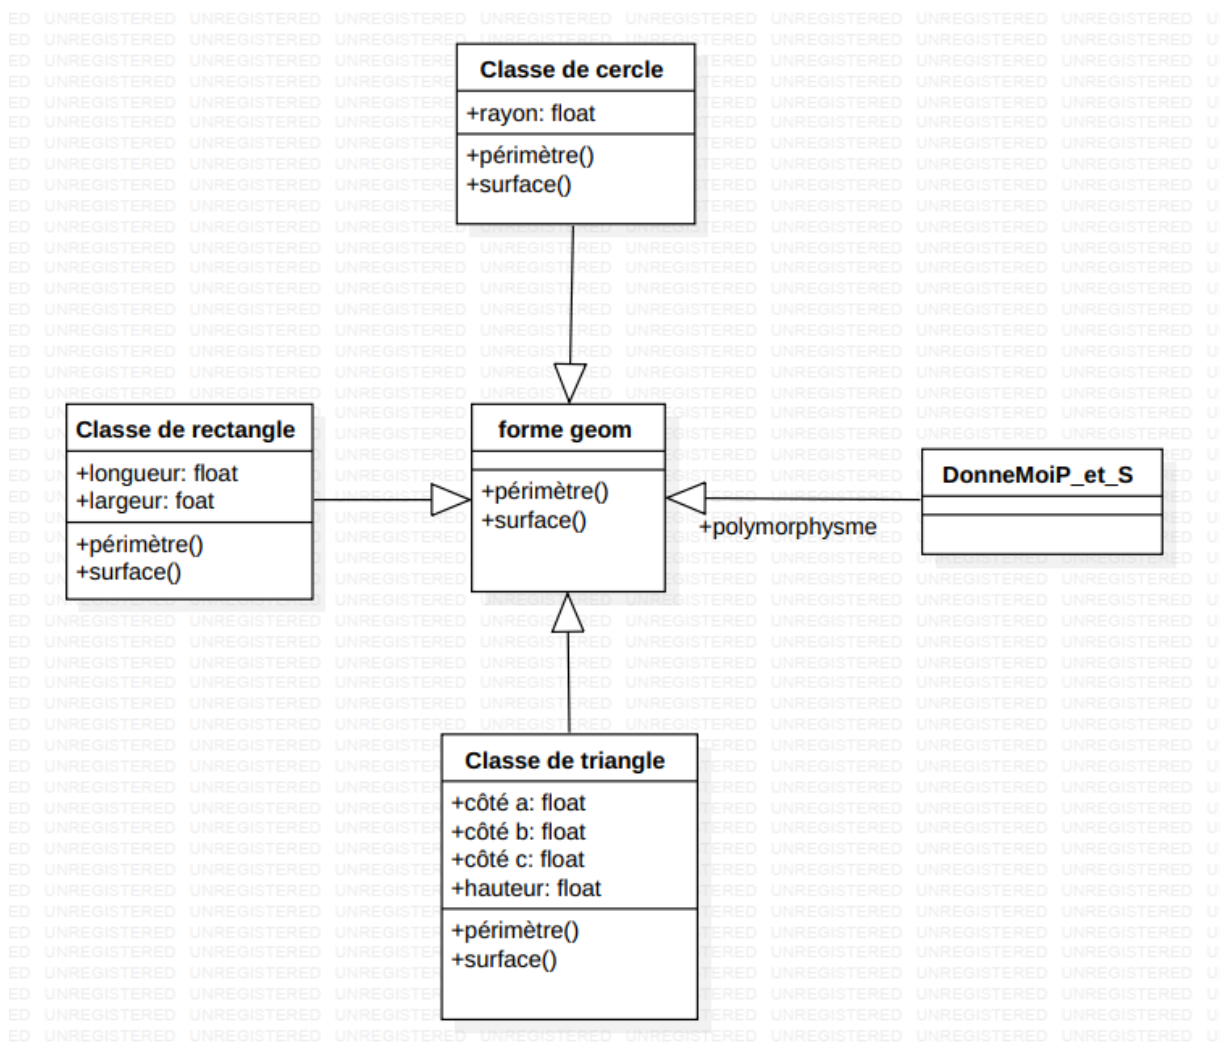 Classe de cercle
+rayon: float
+périmètre()
+surface()
Classe de rectangle
+longueur: float
+largeur: foat
+périmètre()
+surface()
forme geom
+périmètre()
+surface()
DonneMoiP_et_S
+polymorphysme
Classe de triangle
+côté a: float
+côté b: float
+côté c: float
+hauteur: float
+périmètre()
+surface()
UNREGISTERED